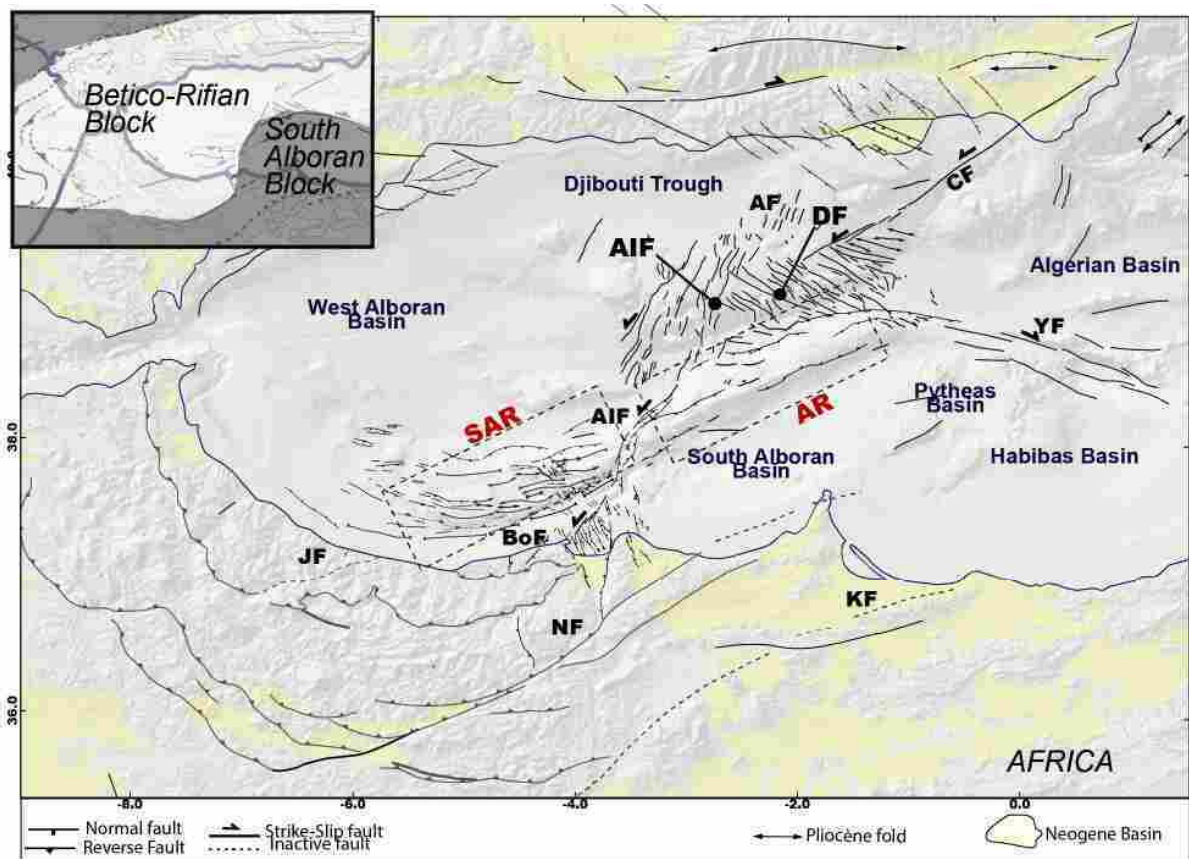 Betico-Rifian
Block
South
Alboran
Block
Djibouti Trough
AF
DF
CF
AIF
Algerian Basin
West Alboran
Basin
YF
SAR
AIF
AR
Pytheas
Basin
38.0
South Alboran
Basin
Habibas Basin
BoF
JF
KF
NF
36.0
AFRICA
-8.0
-6.0
-4.0
-2.0
0.0
Normal fault
Reverse Fault
Strike-Slip fault
Inactive fault
Pliocène fold
Neogene Basin